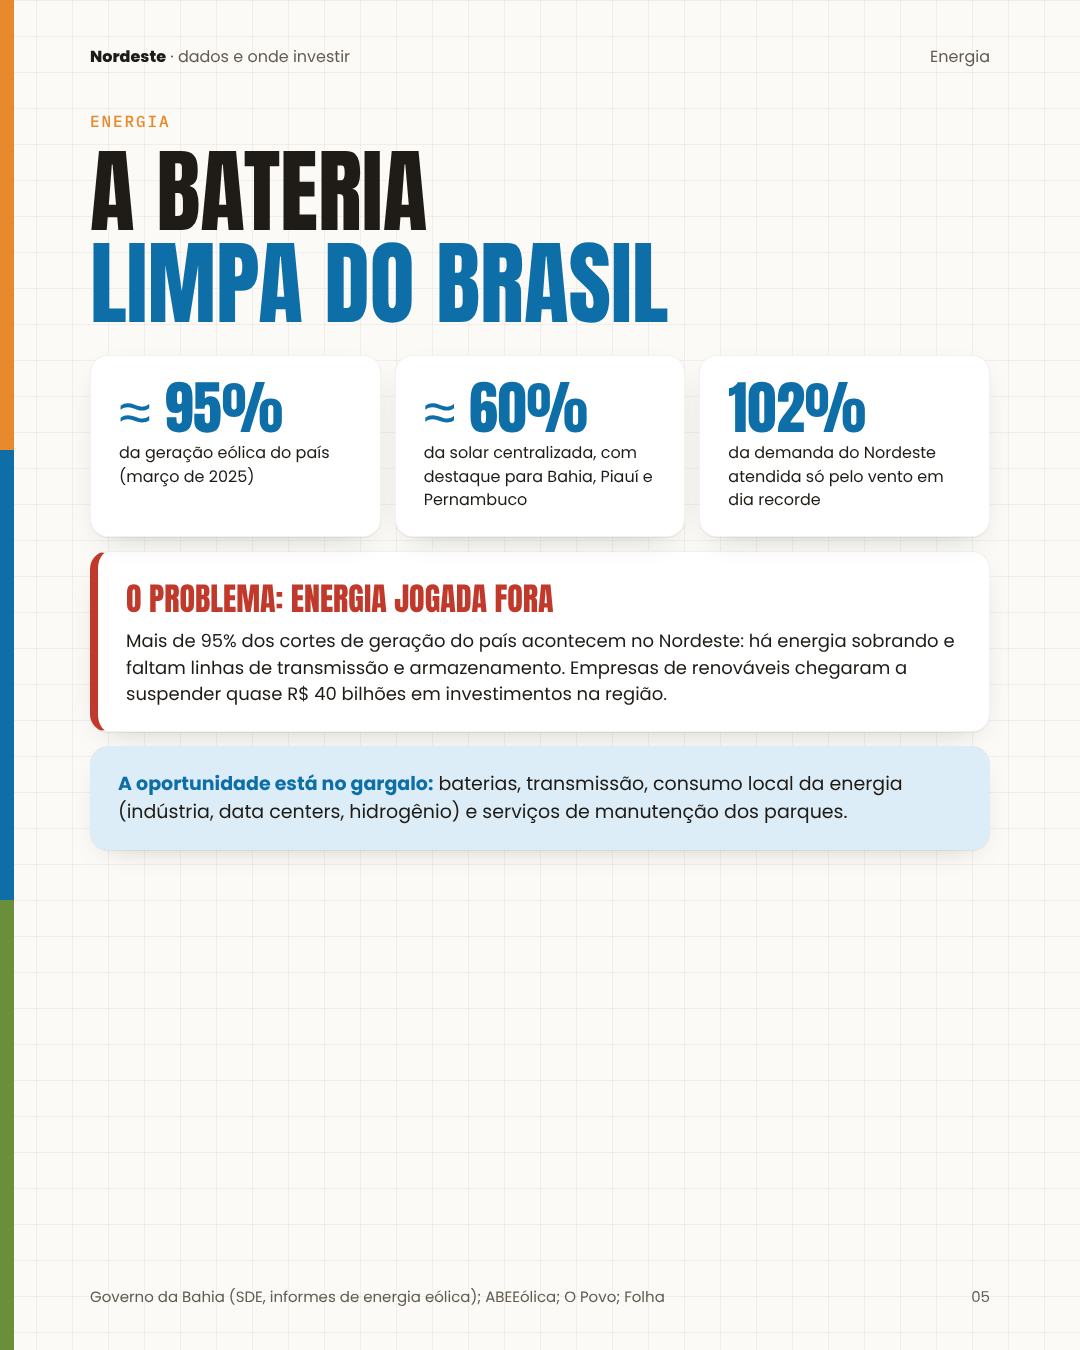 Nordeste · dados e onde investir
Energia
ENERGIA
A BATERIA
LIMPA DO BRASIL
≈ 95%
da geração eólica do país
(março de 2025)
≈ 60%
da solar centralizada, com
destaque para Bahia, Piauí e
Pernambuco
102%
da demanda do Nordeste
atendida só pelo vento em
dia recorde
O PROBLEMA: ENERGIA JOGADA FORA
Mais de 95% dos cortes de geração do país acontecem no Nordeste: há energia sobrando e
faltam linhas de transmissão e armazenamento. Empresas de renováveis chegaram a
suspender quase R$ 40 bilhões em investimentos na região.
A oportunidade está no gargalo: baterias, transmissão, consumo local da energia
(indústria, data centers, hidrogênio) e serviços de manutenção dos parques.
Governo da Bahia (SDE, informes de energia eólica); ABEEólica; O Povo; Folha
05